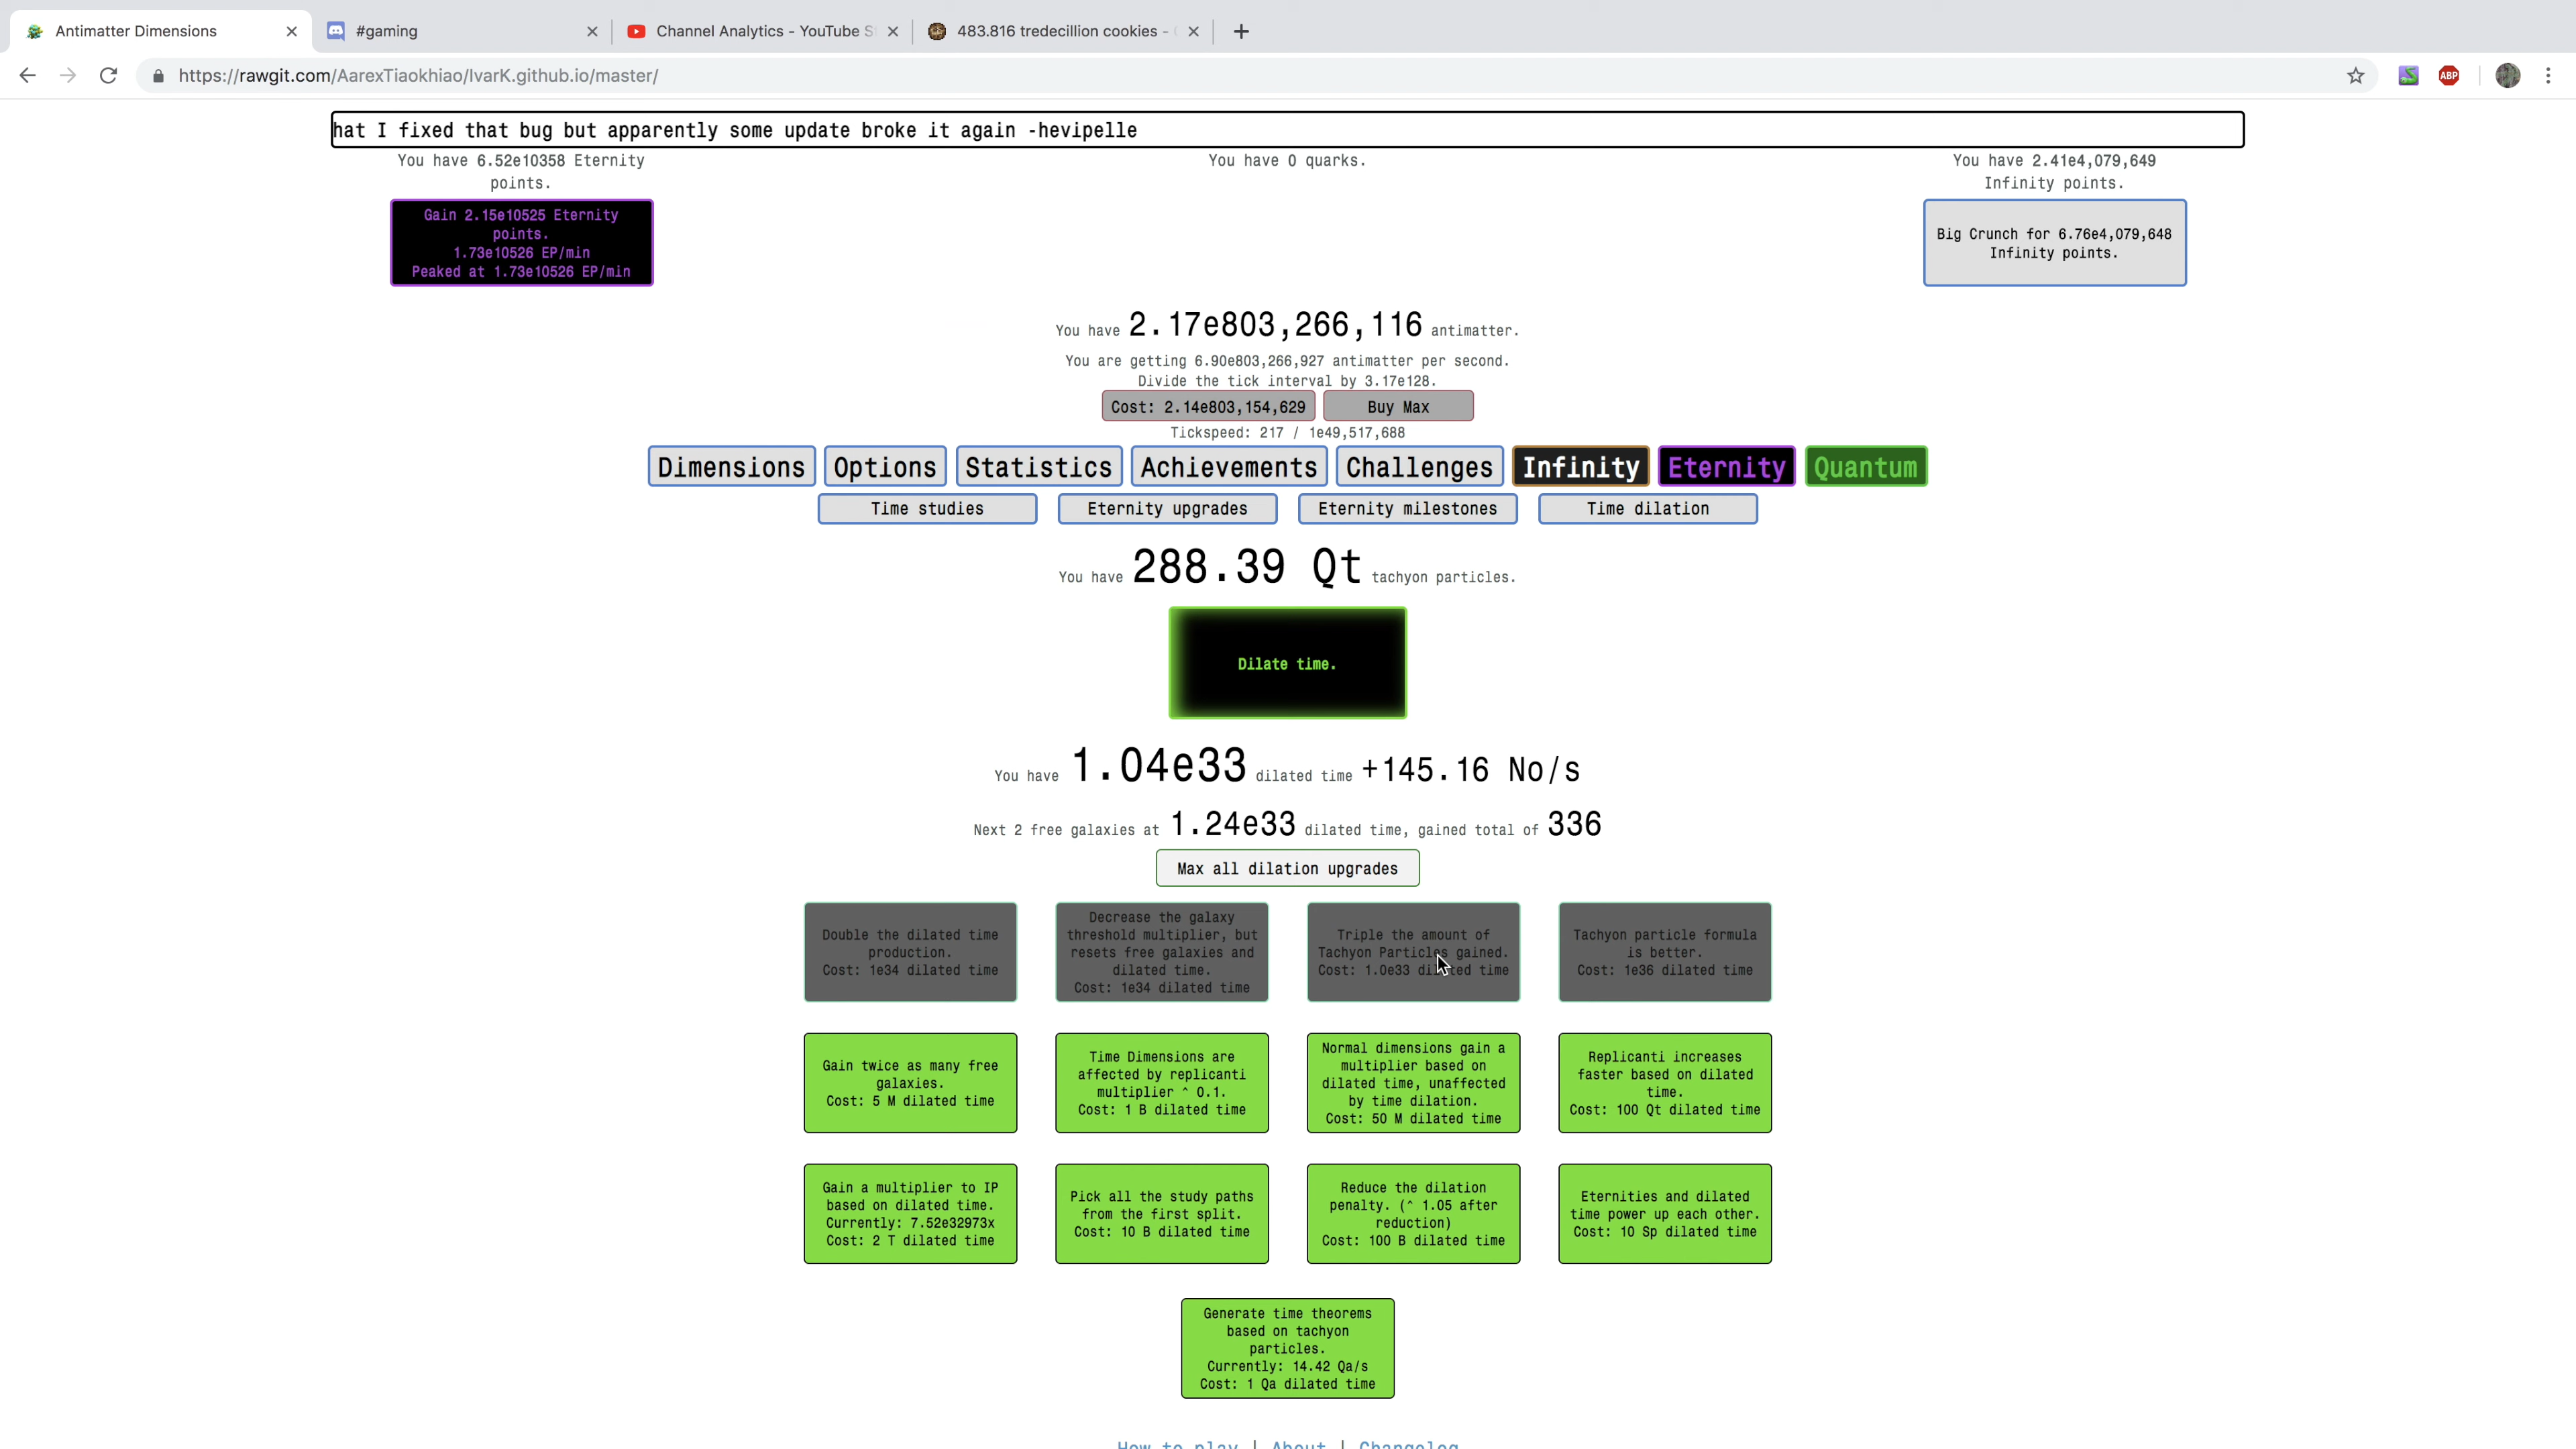 Antimatter Dimensions
#gaming
Channel Analytics - YouTube S
483.816 tredecillion cookies -
https://rawgit.com/AarexTiaokhiao/IvarK.github.io/master/
ABP
hat I fixed that bug but apparently some update broke it again -hevipelle
You have 6.52e10358 Eternity
points.
Gain 2.15e10525 Eternity
points.
1.73e10526 EP/min
Peaked at 1.73e10526 EP/min
You have 0 quarks.
You have 2.41e4,079,649
Infinity points.
Big Crunch for 6.76e4,079,648
Infinity points.
You have 2.17e803,266,116 antimatter.
You are getting 6.90e803,266,927 antimatter per second.
Divide the tick interval by 3.17e128.
Cost: 2.14e803,154,629 Buy Max
Tickspeed: 217 / 1e49,517,688
Dimensions Options Statistics Achievements Challenges Infinity Eternity Quantum
Time studies Eternity upgrades Eternity milestones Time dilation
You have 288.39 Qt tachyon particles.
Dilate time.
You have 1.04e33 dilated time +145.16 No/s
Next 2 free galaxies at 1.24e33 dilated time, gained total of 336
Max all dilation upgrades
Double the dilated time
production.
Cost: 1e34 dilated time
Decrease the galaxy
threshold multiplier, but
resets free galaxies and
dilated time.
Cost: 1e34 dilated time
Triple the amount of
Tachyon Particles gained.
Cost: 1.0e33 dilated time
Tachyon particle formula
is better.
Cost: 1e36 dilated time
Gain twice as many free
galaxies.
Cost: 5 M dilated time
Time Dimensions are
affected by replicanti
multiplier ^ 0.1.
Cost: 1 B dilated time
Normal dimensions gain a
multiplier based on
dilated time, unaffected
by time dilation.
Cost: 50 M dilated time
Replicanti increases
faster based on dilated
time.
Cost: 100 Qt dilated time
Gain a multiplier to IP
based on dilated time.
Currently: 7.52e32973x
Cost: 2 T dilated time
Pick all the study paths
from the first split.
Cost: 10 B dilated time
Reduce the dilation
penalty. (^ 1.05 after
reduction)
Cost: 100 B dilated time
Eternities and dilated
time power up each other.
Cost: 10 Sp dilated time
Generate time theorems
based on tachyon
particles.
Currently: 14.42 Qa/s
Cost: 1 Qa dilated time
How to play | About | Changelog